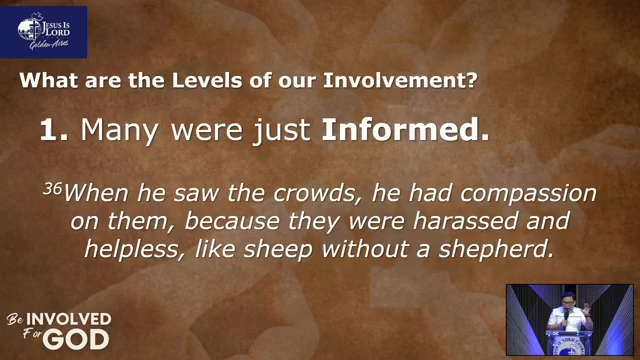 JESUS IS
LORD
Golden Acres
What are the Levels of our Involvement?
1. Many were just Informed.
36When he saw the crowds, he had compassion
on them, because they were harassed and
helpless, like sheep without a shepherd.
Be INVOLVED
For GOD